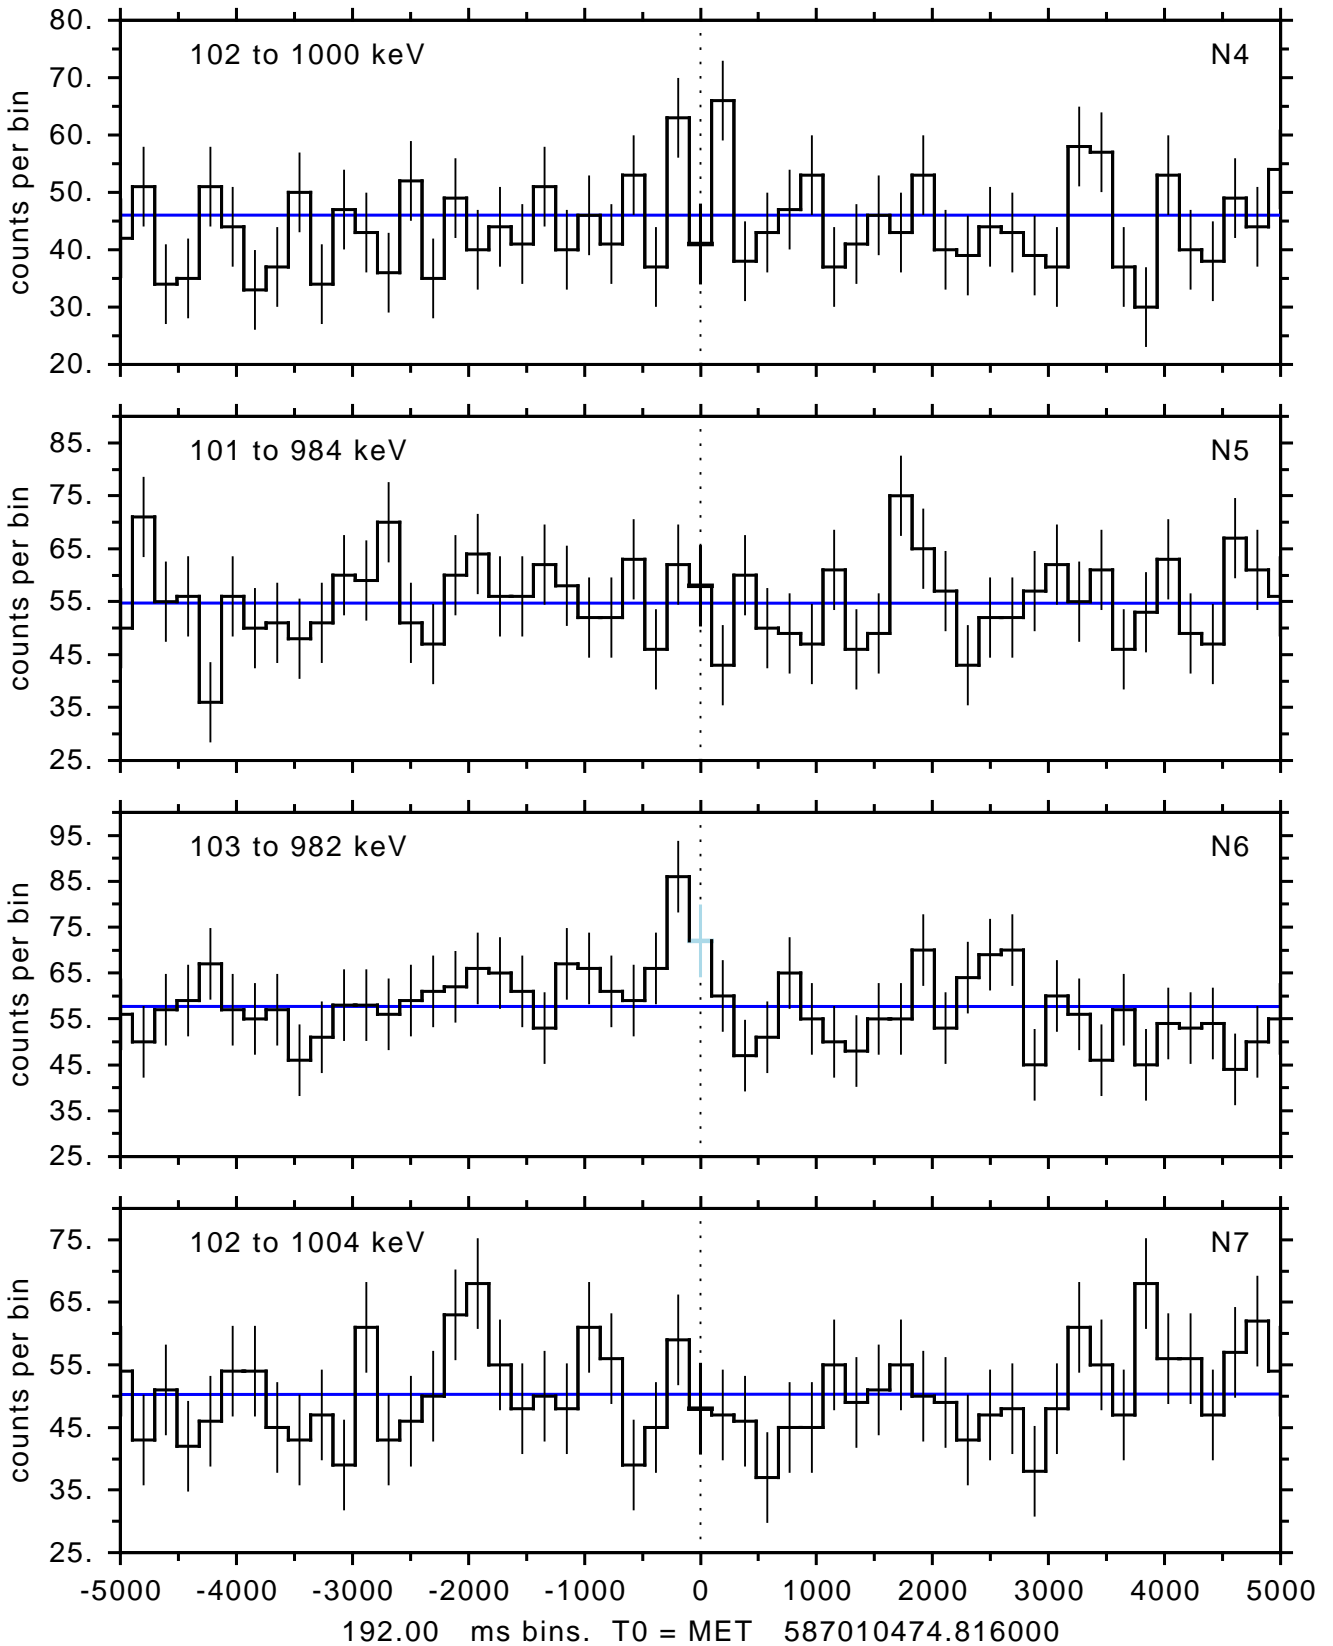 80.
102 to 1000 keV N4
70.
60.
50.
40.
30.
20.
counts per bin
85.
101 to 984 keV N5
75.
65.
55.
45.
35.
25.
counts per bin
95.
103 to 982 keV N6
85.
75.
65.
55.
45.
35.
25.
counts per bin
75.
102 to 1004 keV N7
65.
55.
45.
35.
25.
counts per bin
-5000 -4000 -3000 -2000 -1000 0 1000 2000 3000 4000 5000
192.00 ms bins. T0 = MET 587010474.816000